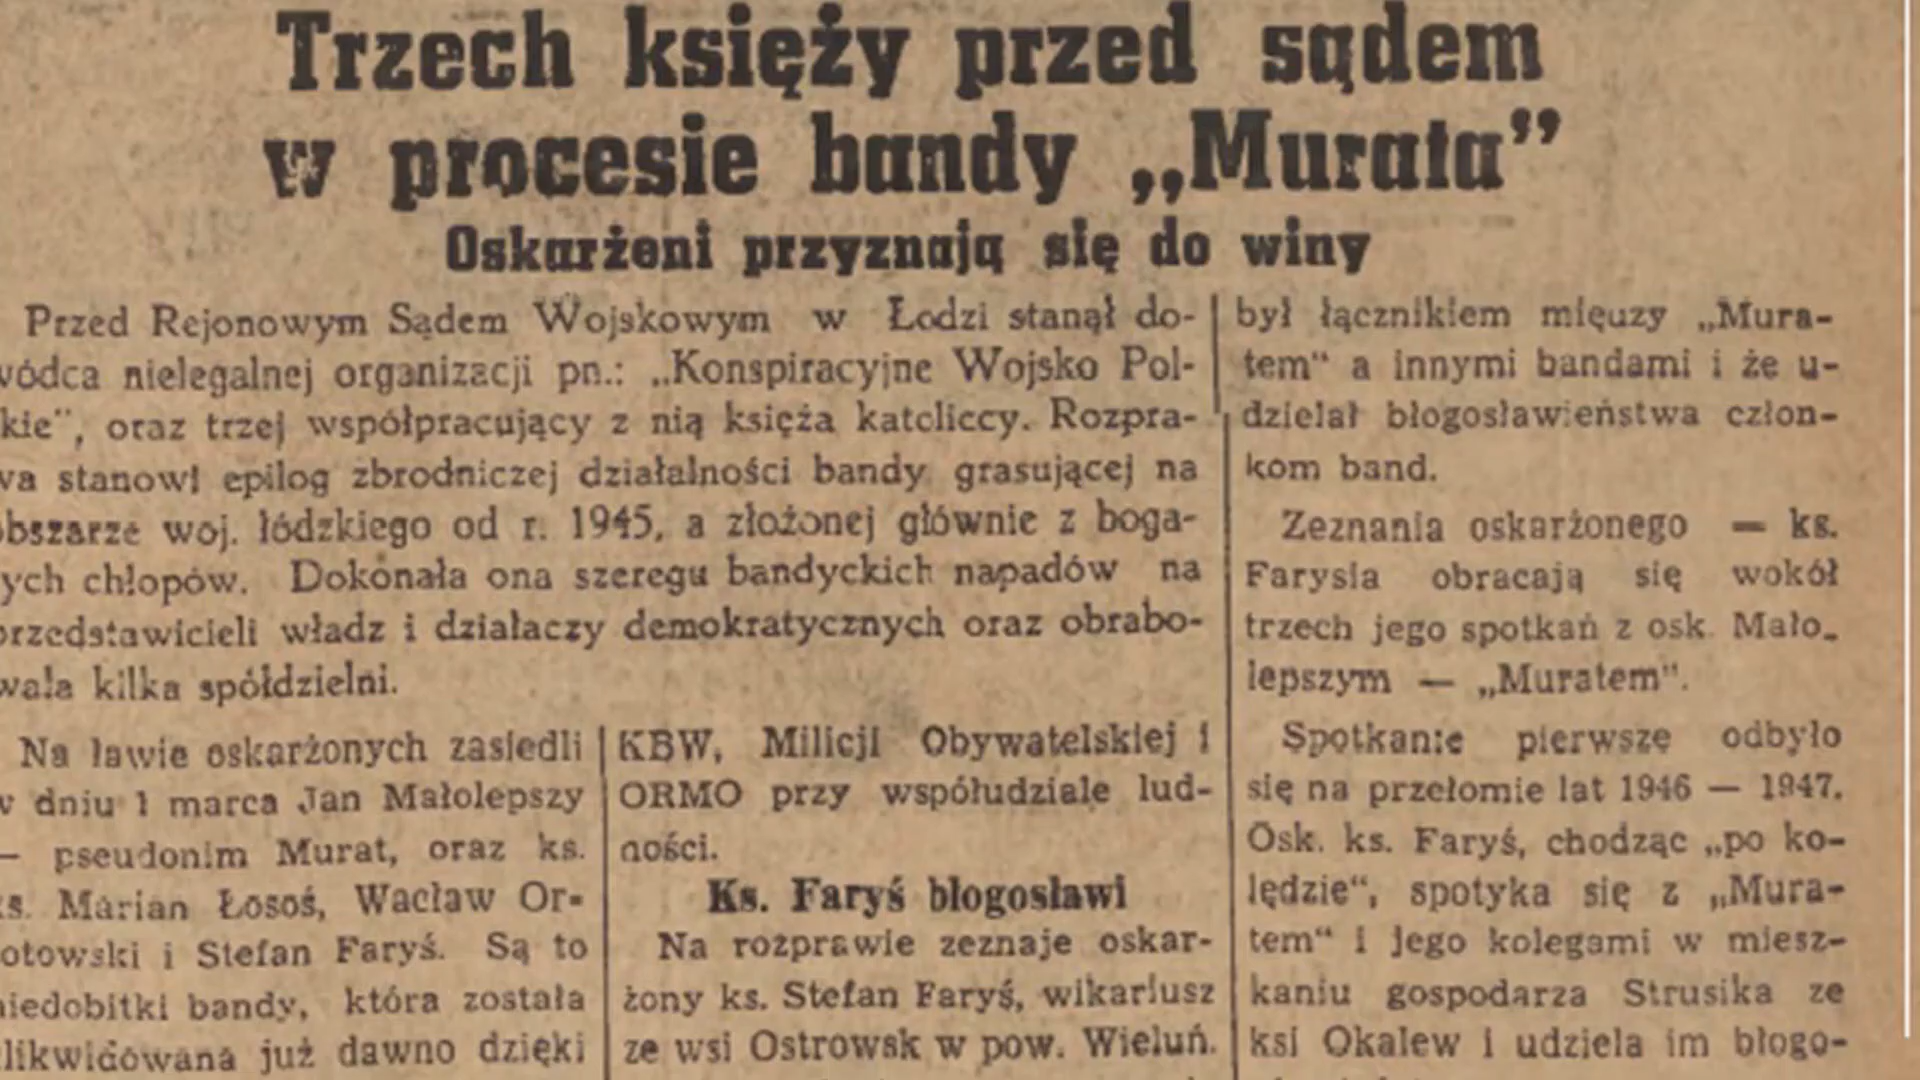 Trzech księży przed sądem
w procesie bandy „Murata”
Oskarżeni przyznają się do winy
Przed Rejonowym Sądem Wojskowym w Łodzi stanął do-
wódca nielegalnej organizacji pn.: „Konspiracyjne Wojsko Pol-
kie", oraz trzej współpracujący z nią księża katoliccy. Rozpra-
wa stanowi epilog zbrodniczej działalności bandy grasującej na
obszarze woj. łódzkiego od r. 1945, a złożonej głównie z boga-
ych chłopów. Dokonała ona szeregu bandyckich napadów na
przedstawicieli władz i działaczy demokratycznych oraz obrabo-
wała kilka spółdzielni.
Na ławie oskarżonych zasiedli
w dniu 1 marca Jan Małolepszy
— pseudonim Murat, oraz ks.
ks. Marian Łosoś, Wacław Or-
łotowski i Stefan Faryś. Są to
niedobitki bandy, która została
zlikwidowana już dawno dzięki
KBW, Milicji Obywatelskiej i
ORMO przy współudziale lud-
ności.
Ks. Faryś błogosławi
Na rozprawie zeznaje oskar-
żony ks. Stefan Faryś, wikariusz
ze wsi Ostrowsk w pow. Wieluń.
był łącznikiem mięuzy „Mura-
tem" a innymi bandami i że u-
dzielał błogosławieństwa człon-
kom band.
Zeznania oskarżonego — ks.
Farysia obracają się wokół
trzech jego spotkań z osk. Mało-
lepszym — „Muratem".
Spotkanie pierwsze odbyło
się na przełomie lat 1946 — 1947.
Osk. ks. Faryś, chodząc „po ko-
lędzie", spotyka się z „Mura-
tem" i jego kolegami w miesz-
kaniu gospodarza Strusika ze
ksi Okalew i udziela im błogo-